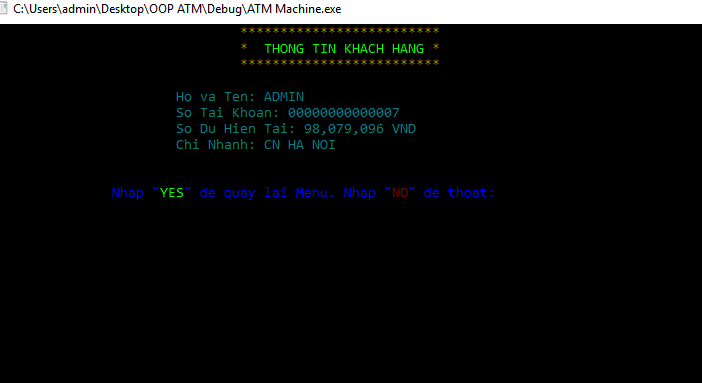 C:\Users\admin\Desktop\OOP ATM\Debug\ATM Machine.exe
*************************
* THONG TIN KHACH HANG *
*************************
Ho va Ten: ADMIN
So Tai Khoan: 00000000000007
So Du Hien Tai: 98,079,096 VND
Chi Nhanh: CN HA NOI
Nhap "YES" de quay lai Menu. Nhap "NO" de thoat: